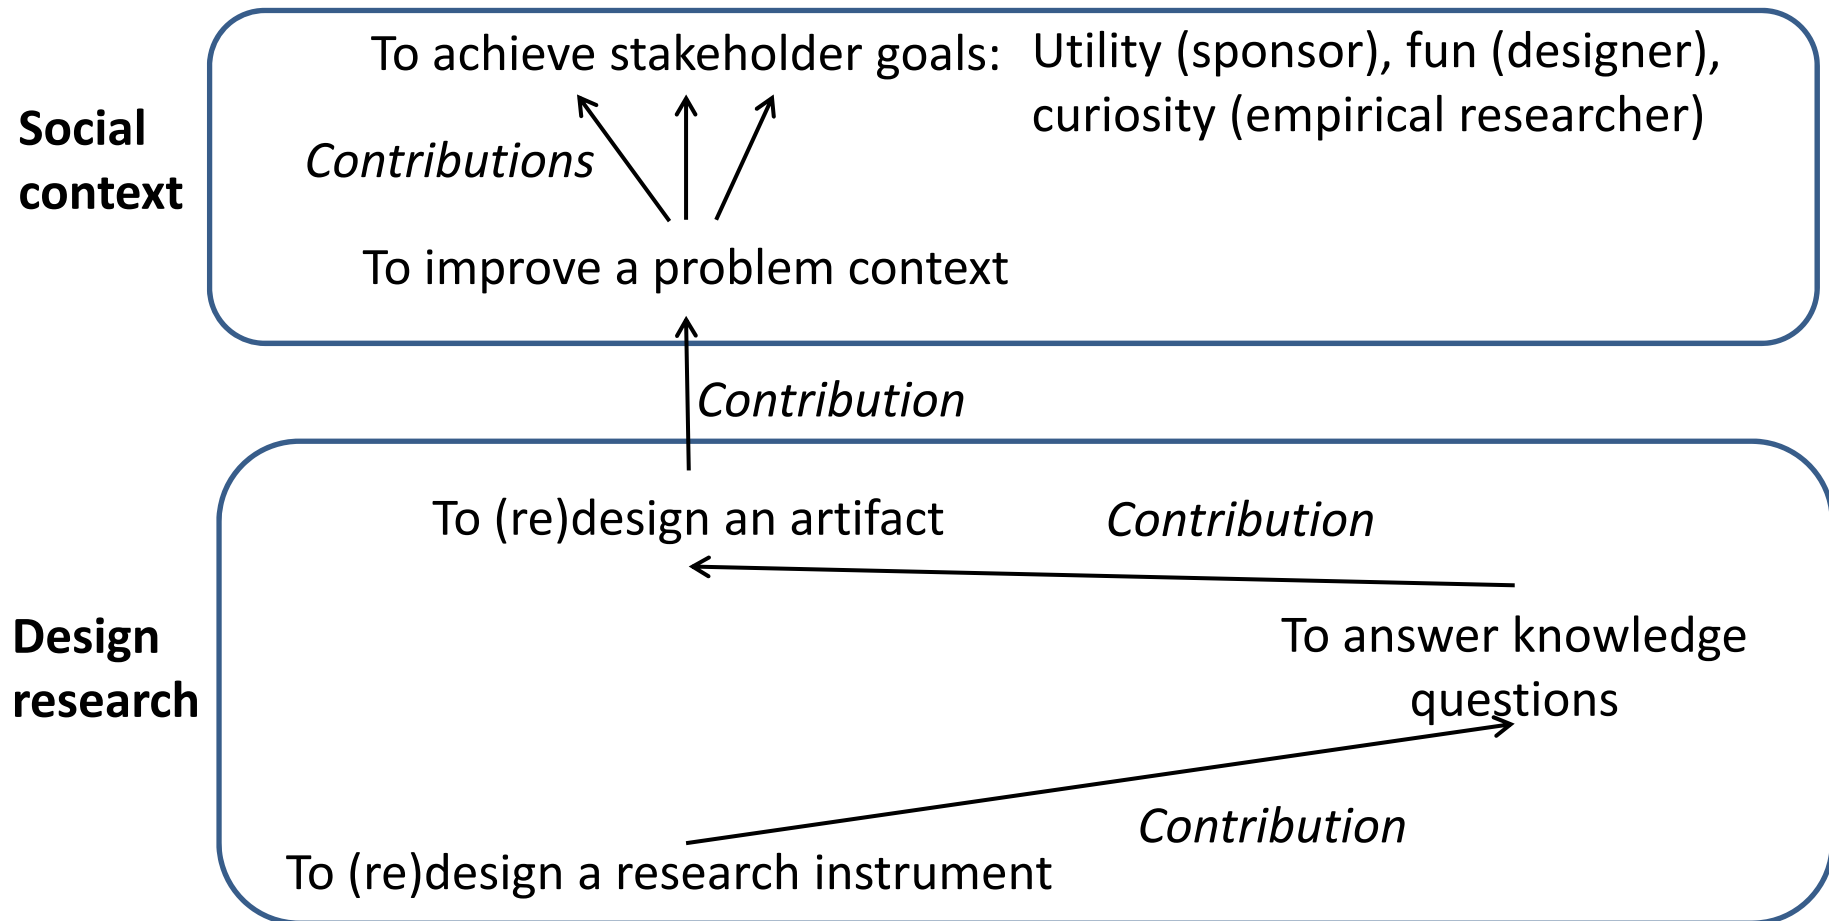 To achieve stakeholder goals: Utility (sponsor), fun (designer),
curiosity (empirical researcher)
Social
context
Contributions
To improve a problem context
Contribution
To (re)design an artifact
Contribution
Design
research
To answer knowledge
questions
Contribution
To (re)design a research instrument